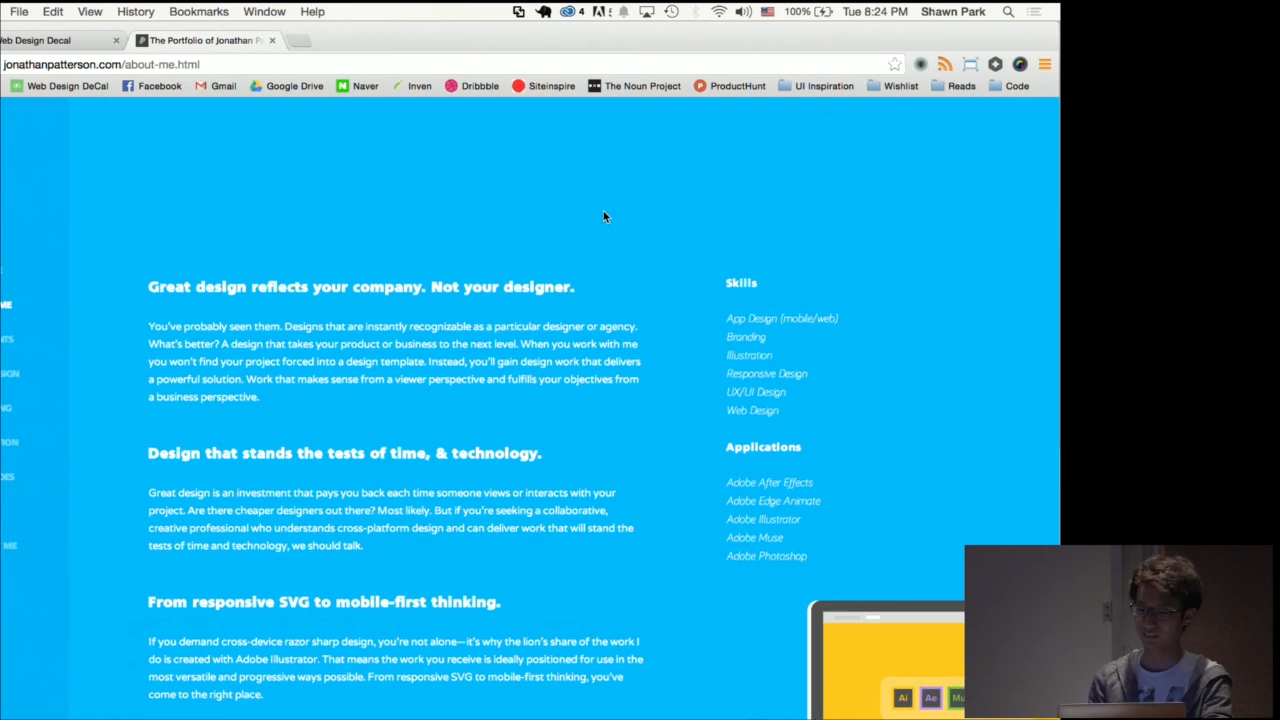 File Edit View History Bookmarks Window Help 4 100% Tue 8:24 PM Shawn Park
eb Design Decal The Portfolio of Jonathan P
jonathanpatterson.com/about-me.html
Web Design DeCal Facebook Gmail Google Drive Naver Inven Dribbble Siteinspire The Noun Project ProductHunt UI Inspiration Wishlist Reads Code
ME
NTS
IGN
NG
ION
DES
ME
Great design reflects your company. Not your designer.
You've probably seen them. Designs that are instantly recognizable as a particular designer or agency.
What's better? A design that takes your product or business to the next level. When you work with me
you won't find your project forced into a design template. Instead, you'll gain design work that delivers
a powerful solution. Work that makes sense from a viewer perspective and fulfills your objectives from
a business perspective.
Design that stands the tests of time, & technology.
Great design is an investment that pays you back each time someone views or interacts with your
project. Are there cheaper designers out there? Most likely. But if you're seeking a collaborative,
creative professional who understands cross-platform design and can deliver work that will stand the
tests of time and technology, we should talk.
From responsive SVG to mobile-first thinking.
If you demand cross-device razor sharp design, you're not alone—it's why the lion's share of the work I
do is created with Adobe Illustrator. That means the work you receive is ideally positioned for use in the
most versatile and progressive ways possible. From responsive SVG to mobile-first thinking, you've
come to the right place.
Skills
App Design (mobile/web)
Branding
Illustration
Responsive Design
UX/UI Design
Web Design
Applications
Adobe After Effects
Adobe Edge Animate
Adobe Illustrator
Adobe Muse
Adobe Photoshop
Ai Ae Mu